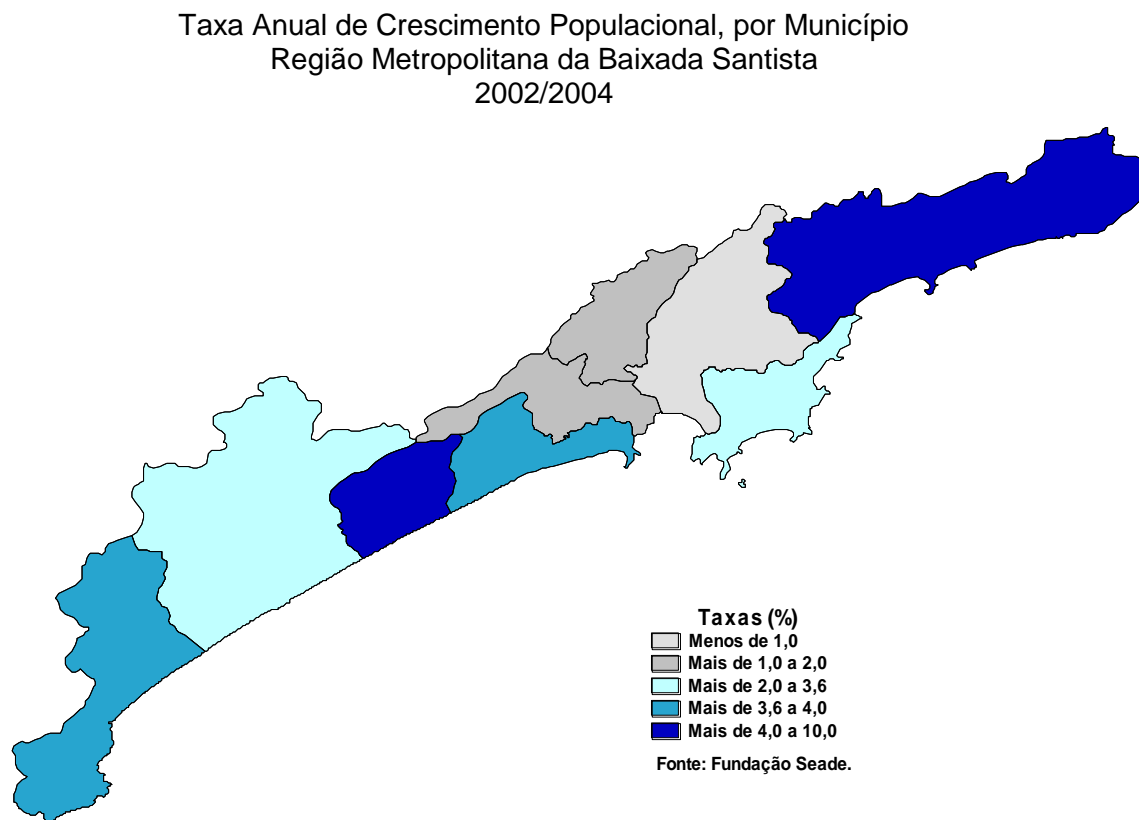 Taxa Anual de Crescimento Populacional, por Município
Região Metropolitana da Baixada Santista
2002/2004
Taxas (%)
Menos de 1,0
Mais de 1,0 a 2,0
Mais de 2,0 a 3,6
Mais de 3,6 a 4,0
Mais de 4,0 a 10,0
Fonte: Fundação Seade.